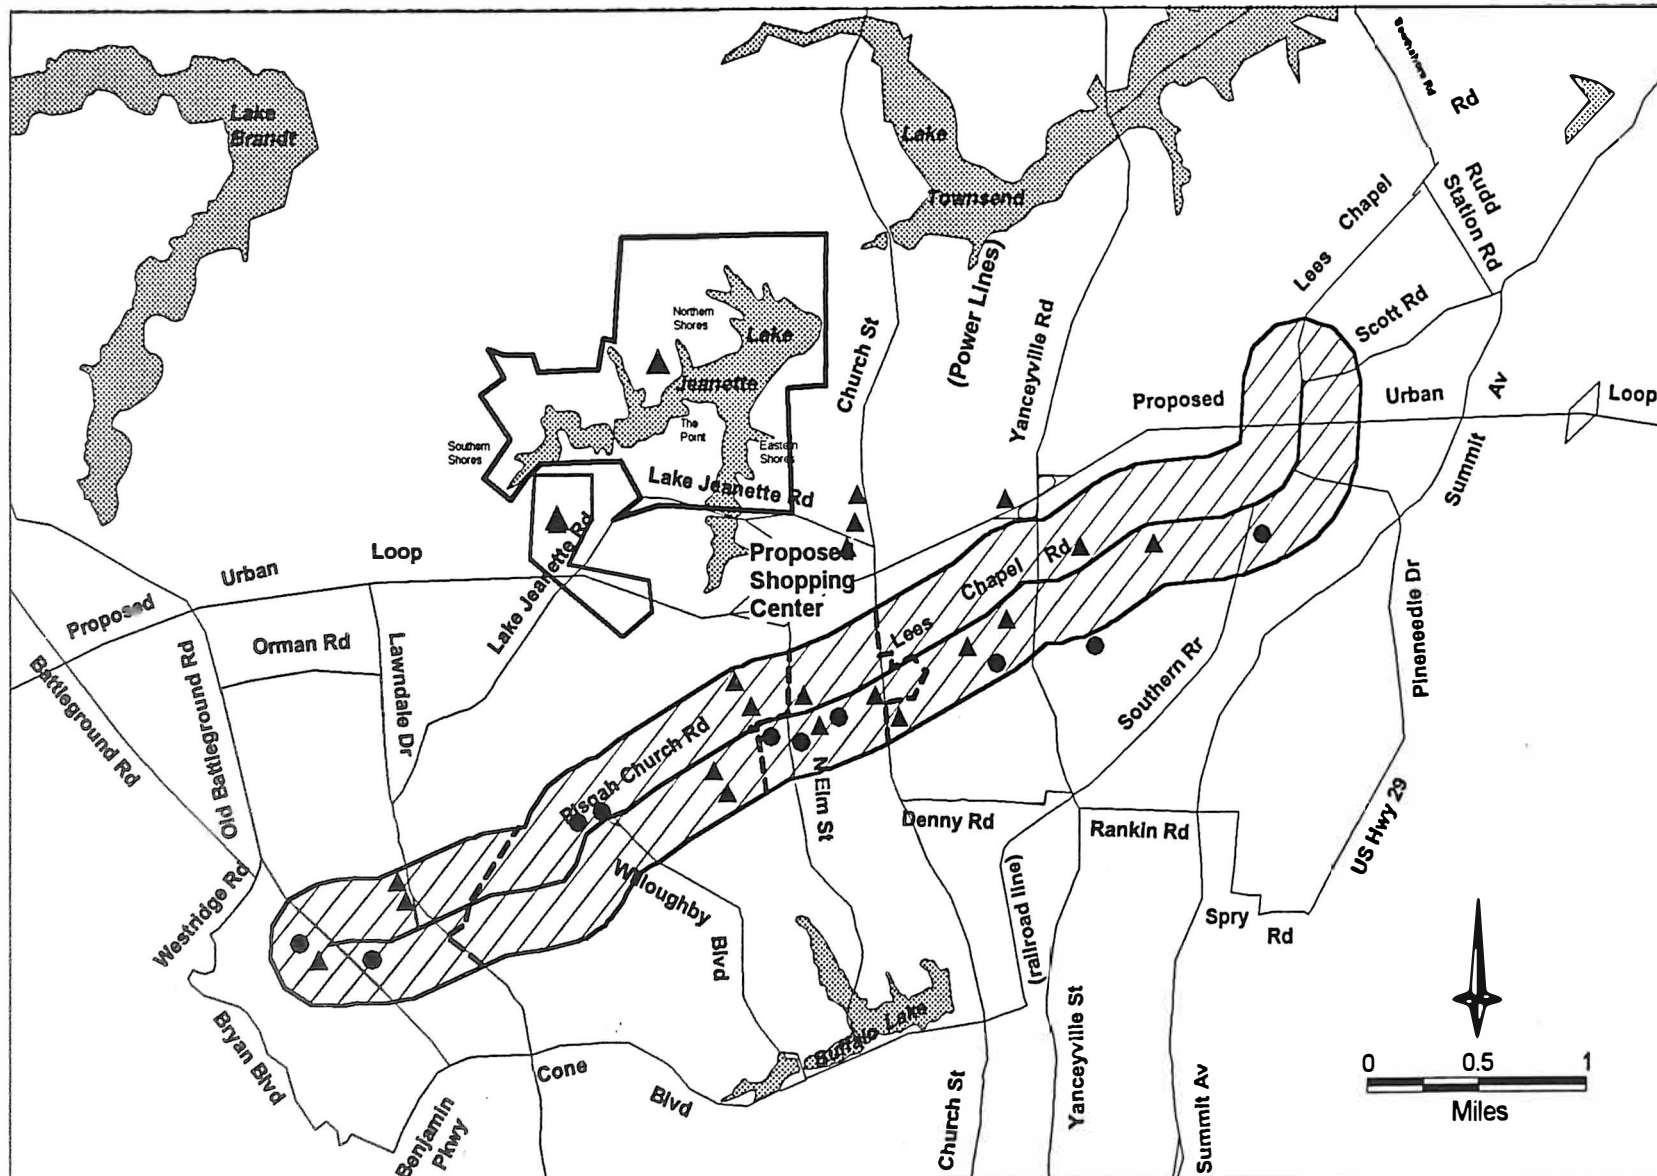 Southshore Rd
Rd
Lake
Brandt
Lake
Townsend
Chapel
Rudd
Station Rd
Lees
(Power Lines)
Northern
Shores
Lake
Jeanette
Church St
Yanceyville Rd
Scott Rd
Proposed
Urban
Av
Loop
The
Point
Southern
Shores
Eastern
Shores
Summit
Lake Jeanette Rd
Lake Jeanette Rd
Loop
Urban
Proposed
Proposed
Shopping
Center
Chapel Rd
Lees
Orman Rd
Lawndale Dr
Old Battleground Rd
Battleground Rd
Pisgah Church Rd
Southern Rr
Pineneedle Dr
N Elm St
Denny Rd
Rankin Rd
US Hwy 29
Willoughby
Blvd
Westridge Rd
(railroad line)
Spry
Rd
Bryan Blvd
Buffalo Lake
Cone
Blvd
Benjamin
Pkwy
Church St
Yanceyville St
Summit Av
0 0.5 1
Miles